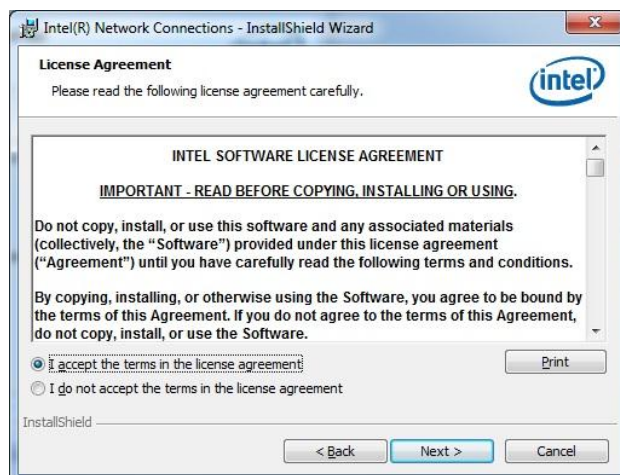 Intel(R) Network Connections - InstallShield Wizard
License Agreement
Please read the following license agreement carefully.
intel
INTEL SOFTWARE LICENSE AGREEMENT
IMPORTANT - READ BEFORE COPYING, INSTALLING OR USING.
Do not copy, install, or use this software and any associated materials
(collectively, the “Software”) provided under this license agreement
(“Agreement”) until you have carefully read the following terms and conditions.
By copying, installing, or otherwise using the Software, you agree to be bound by
the terms of this Agreement. If you do not agree to the terms of this Agreement,
do not copy, install, or use the Software.
I accept the terms in the license agreement
Print
I do not accept the terms in the license agreement
InstallShield
< Back
Next >
Cancel